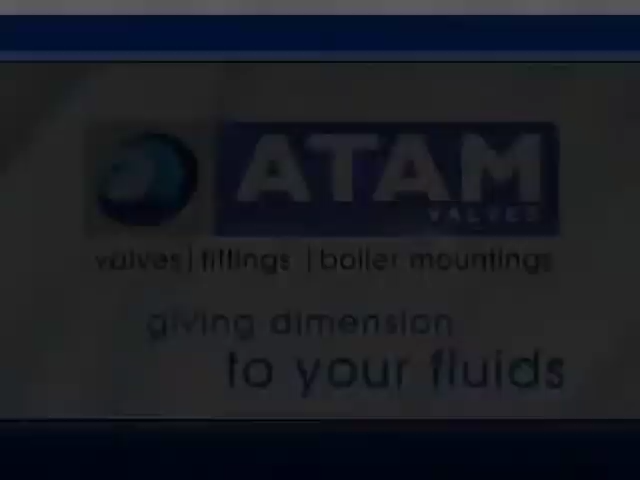 ATAM
VALVES
valves | fittings | boiler mountings
giving dimension
to your fluids